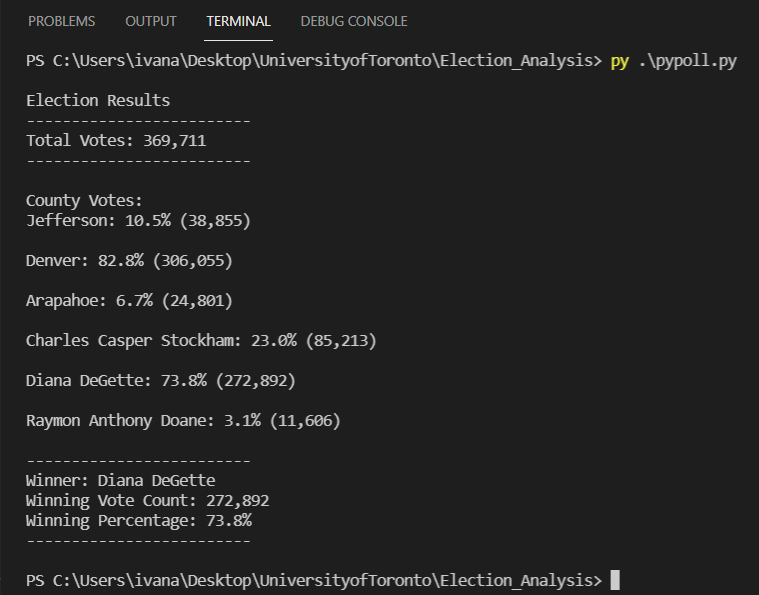 PROBLEMS OUTPUT TERMINAL DEBUG CONSOLE
PS C:\Users\ivana\Desktop\UniversityofToronto\Election_Analysis> py .\pypoll.py
Election Results
-------------------------
Total Votes: 369,711
-------------------------
County Votes:
Jefferson: 10.5% (38,855)
Denver: 82.8% (306,055)
Arapahoe: 6.7% (24,801)
Charles Casper Stockham: 23.0% (85,213)
Diana DeGette: 73.8% (272,892)
Raymon Anthony Doane: 3.1% (11,606)
-------------------------
Winner: Diana DeGette
Winning Vote Count: 272,892
Winning Percentage: 73.8%
-------------------------
PS C:\Users\ivana\Desktop\UniversityofToronto\Election_Analysis>